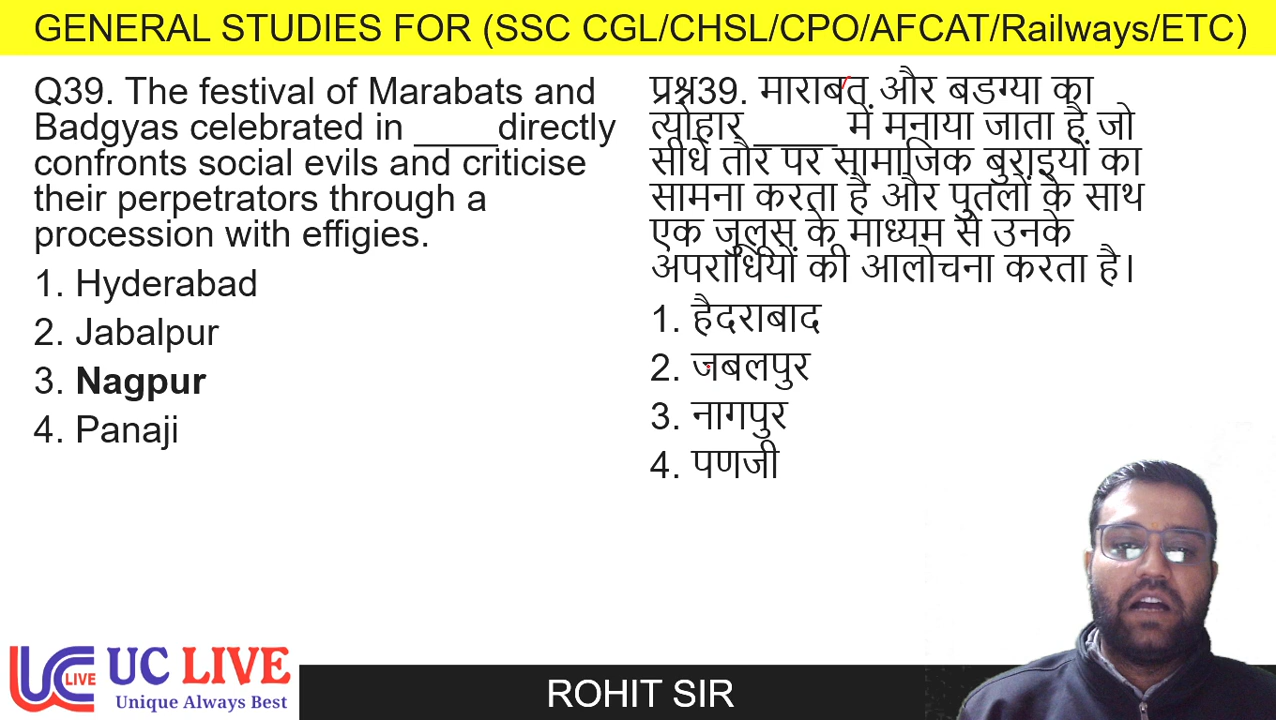 GENERAL STUDIES FOR (SSC CGL/CHSL/CPO/AFCAT/Railways/ETC)
Q39. The festival of Marabats and
Badgyas celebrated in ____directly
confronts social evils and criticise
their perpetrators through a
procession with effigies.
1. Hyderabad
2. Jabalpur
3. Nagpur
4. Panaji
प्रश्न39. माराबत और बडग्या का
त्योहार ____ में मनाया जाता है जो
सीधे तौर पर सामाजिक बुराइयों का
सामना करता है और पुतलों के साथ
एक जुलूस के माध्यम से उनके
अपराधियों की आलोचना करता है।
1. हैदराबाद
2. जबलपुर
3. नागपुर
4. पणजी
LIVE
UC LIVE
Unique Always Best
ROHIT SIR